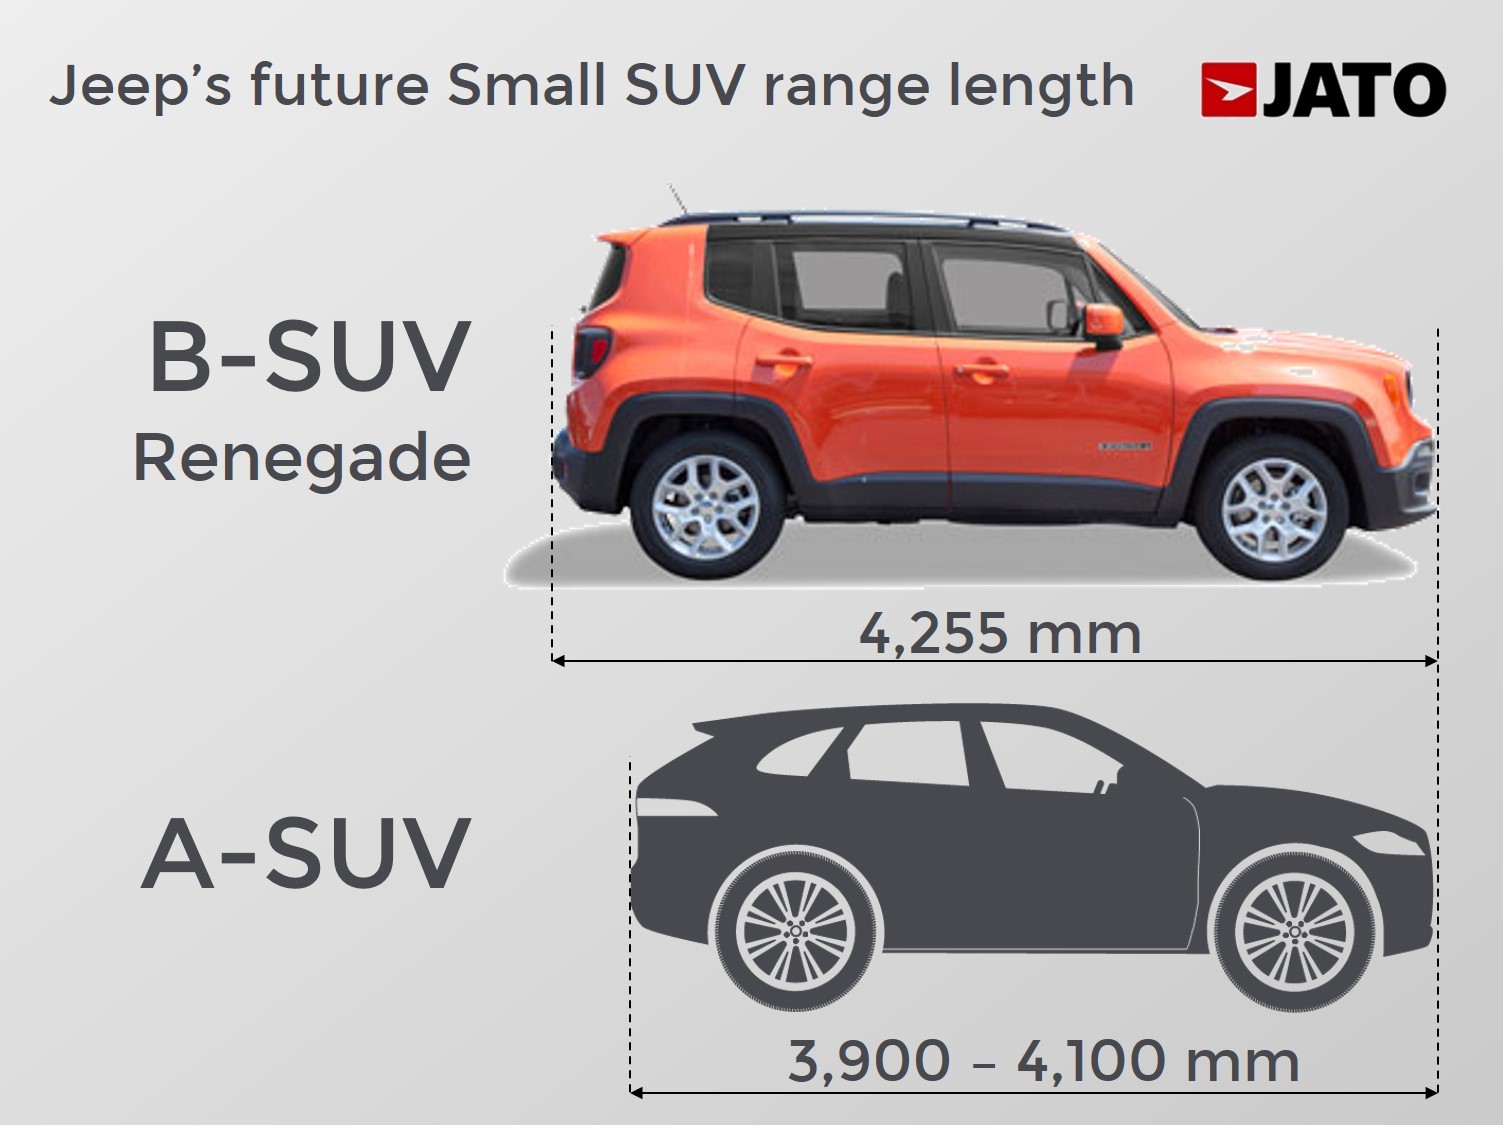 Jeep’s future Small SUV range length
JATO
B-SUV
Renegade
4,255 mm
A-SUV
3,900 – 4,100 mm